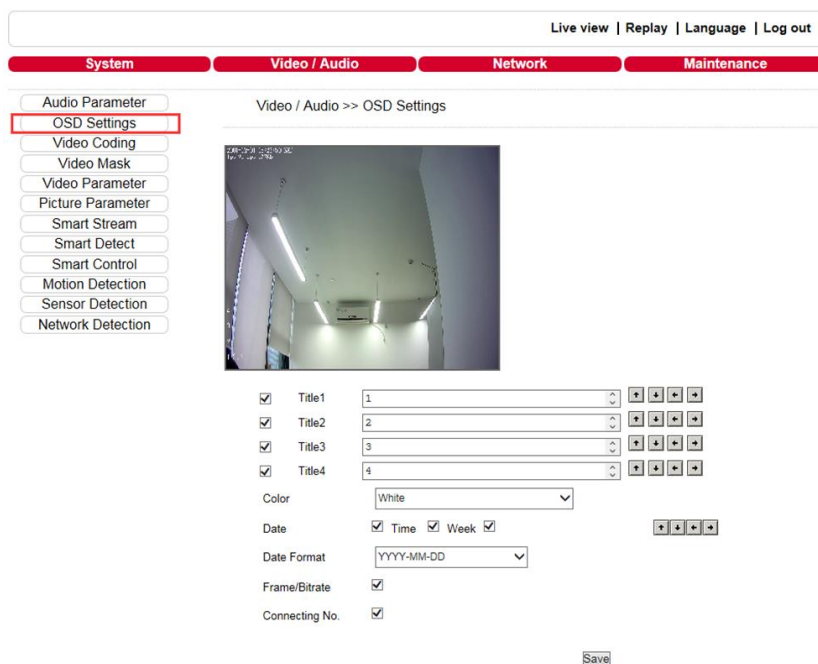 Live view | Replay | Language | Log out
System Video / Audio Network Maintenance
Audio Parameter
OSD Settings
Video Coding
Video Mask
Video Parameter
Picture Parameter
Smart Stream
Smart Detect
Smart Control
Motion Detection
Sensor Detection
Network Detection
Video / Audio >> OSD Settings
Title1 1
Title2 2
Title3 3
Title4 4
Color White
Date Time Week
Date Format YYYY-MM-DD
Frame/Bitrate
Connecting No.
Save